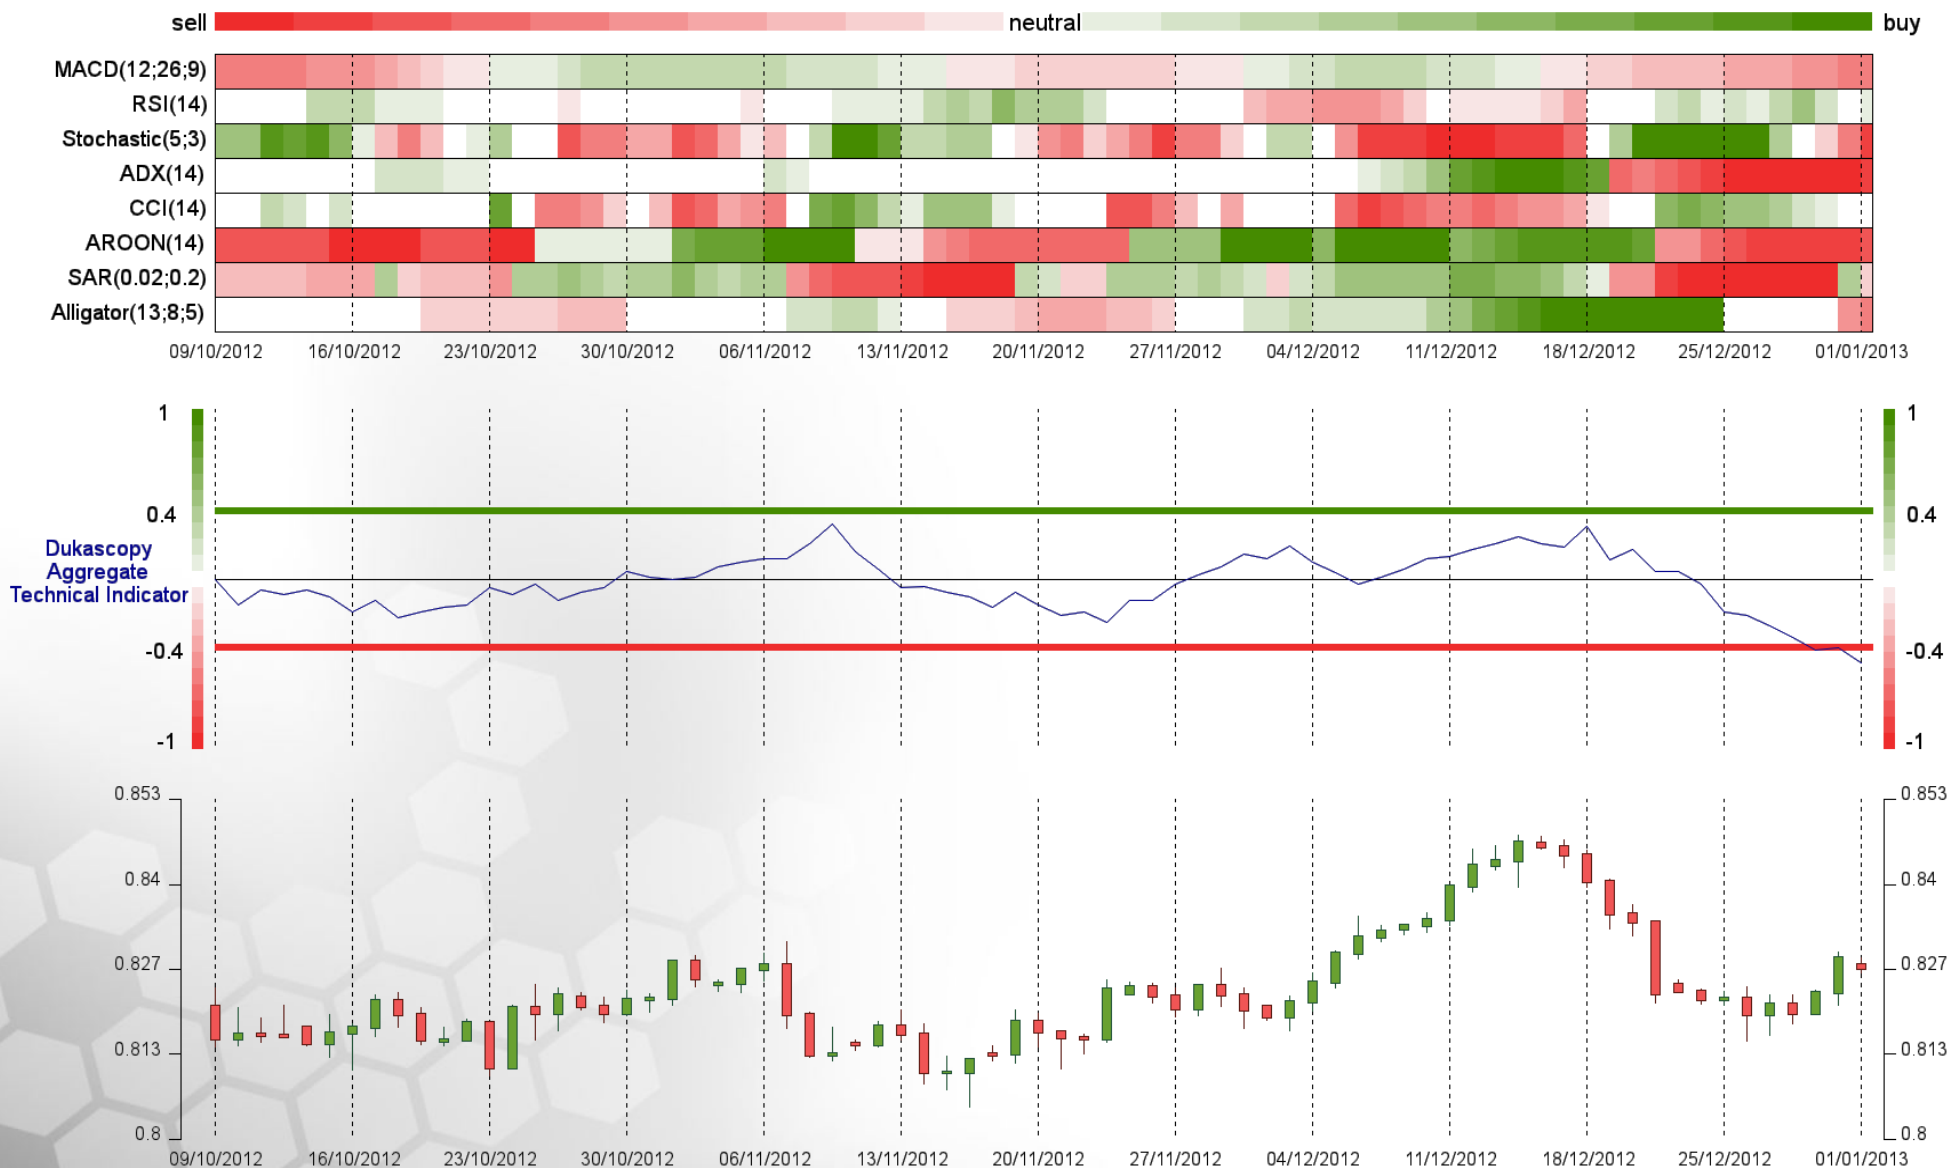 sell neutral buy
MACD(12;26;9)
RSI(14)
Stochastic(5;3)
ADX(14)
CCI(14)
AROON(14)
SAR(0.02;0.2)
Alligator(13;8;5)
09/10/2012 16/10/2012 23/10/2012 30/10/2012 06/11/2012 13/11/2012 20/11/2012 27/11/2012 04/12/2012 11/12/2012 18/12/2012 25/12/2012 01/01/2013
1 1
0.4 0.4
Dukascopy
Aggregate
Technical Indicator
-0.4 -0.4
-1 -1
0.853 0.853
0.84 0.84
0.827 0.827
0.813 0.813
0.8 0.8
09/10/2012 16/10/2012 23/10/2012 30/10/2012 06/11/2012 13/11/2012 20/11/2012 27/11/2012 04/12/2012 11/12/2012 18/12/2012 25/12/2012 01/01/2013